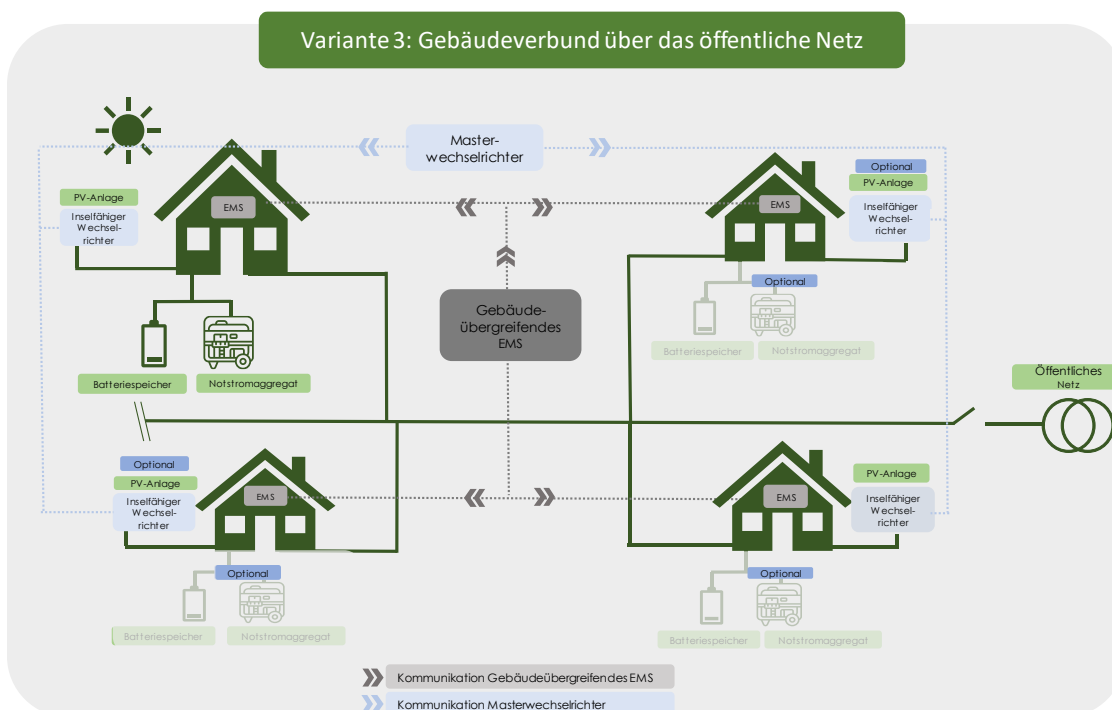 Variante 3: Gebäudeverbund über das öffentliche Netz
Master-
wechselrichter
PV-Anlage
Inselfähiger
Wechsel-
richter
EMS
EMS
Optional
PV-Anlage
Inselfähiger
Wechsel-
richter
Optional
Batteriespeicher
Notstromaggregat
Gebäude-
übergreifendes
EMS
Batteriespeicher
Notstromaggregat
Öffentliches
Netz
Optional
PV-Anlage
Inselfähiger
Wechsel-
richter
EMS
EMS
PV-Anlage
Inselfähiger
Wechsel-
richter
Optional
Batteriespeicher
Notstromaggregat
Optional
Batteriespeicher
Notstromaggregat
Kommunikation Gebäudeübergreifendes EMS
Kommunikation Masterwechselrichter